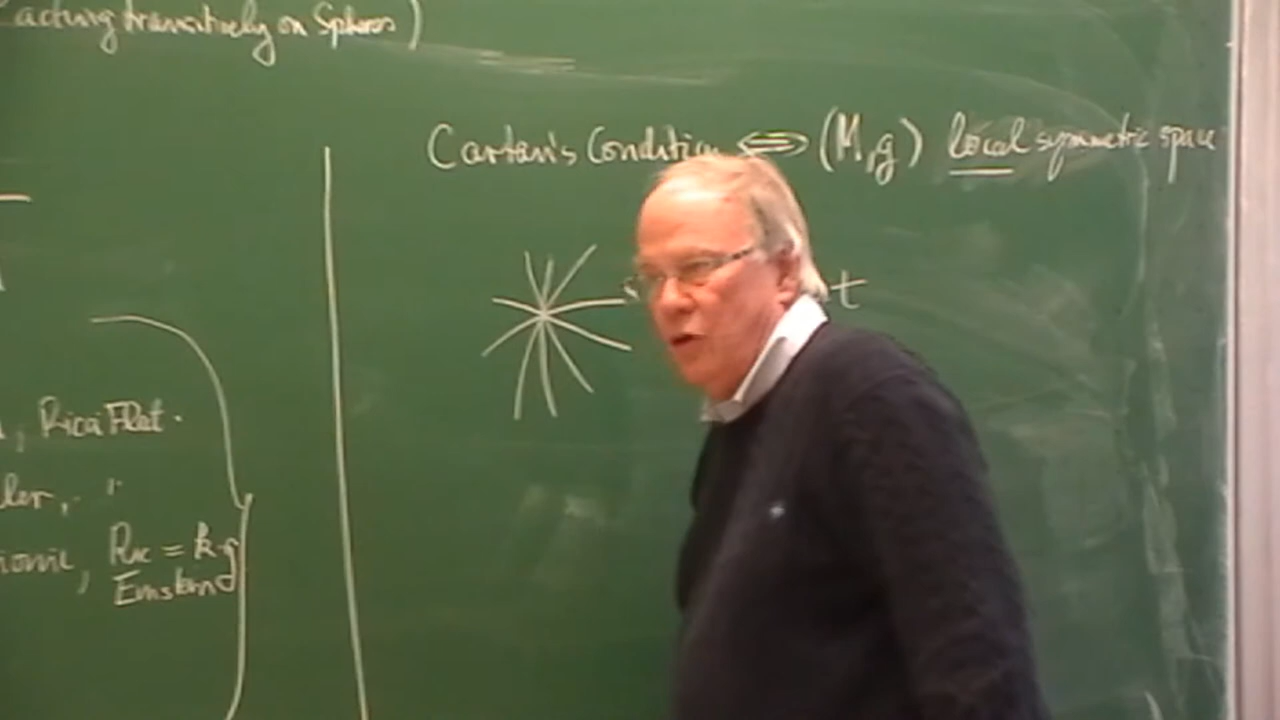 acting transitively on Spheres)
Cartan's Condition ⟺ (M,g) local symmetric space
t
, Ricci Flat.
ler, "
ionic, Ric = k·g
Einstein